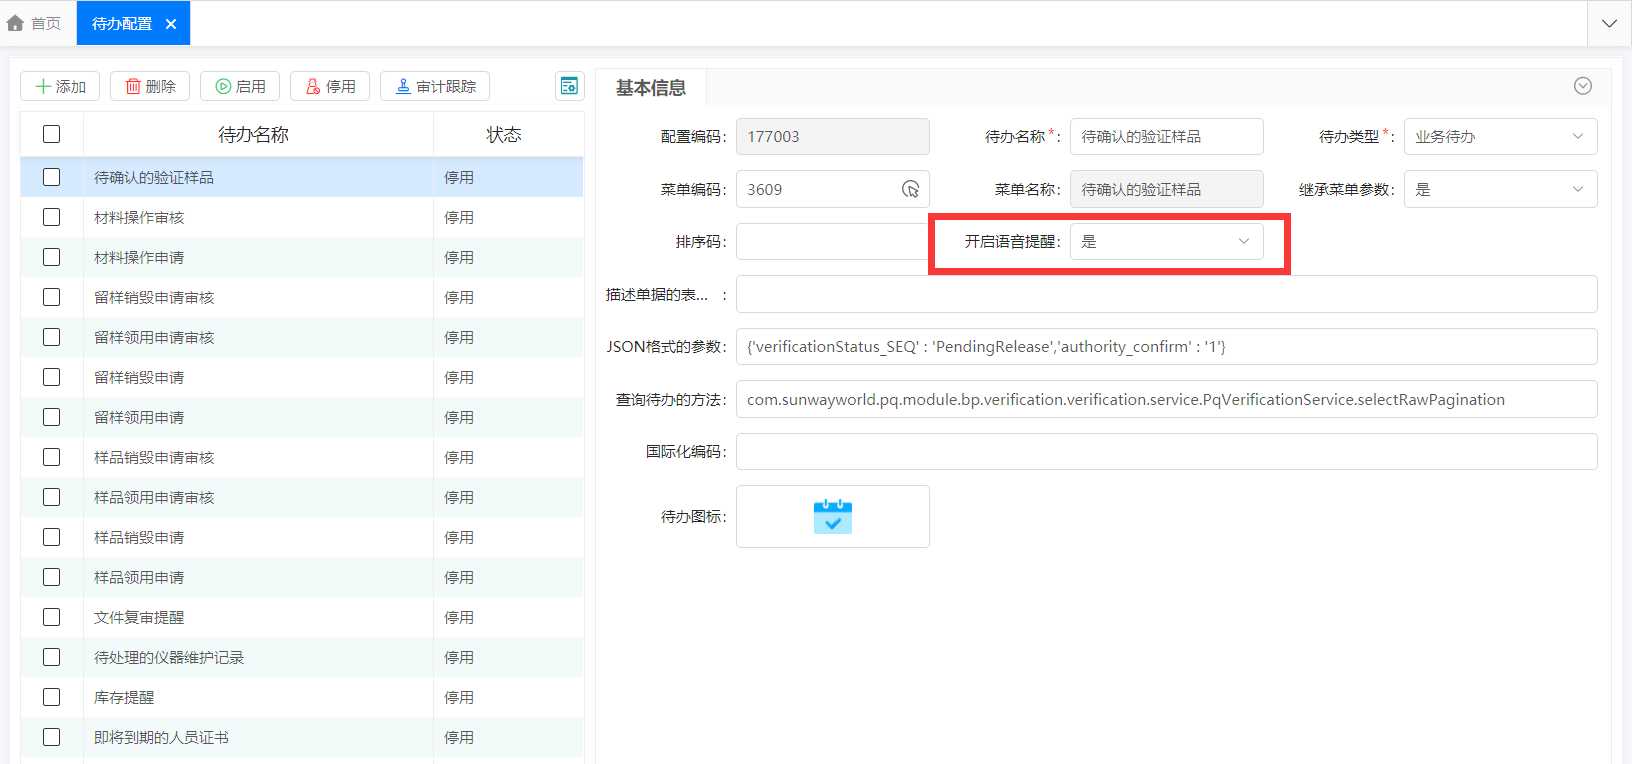 首页
待办配置
添加 删除 启用 停用 审计跟踪
待办名称 状态
待确认的验证样品 停用
材料操作审核 停用
材料操作申请 停用
留样销毁申请审核 停用
留样领用申请审核 停用
留样销毁申请 停用
留样领用申请 停用
样品销毁申请审核 停用
样品领用申请审核 停用
样品销毁申请 停用
样品领用申请 停用
文件复审提醒 停用
待处理的仪器维护记录 停用
库存提醒 停用
即将到期的人员证书 停用
基本信息
配置编码: 177003 待办名称*: 待确认的验证样品 待办类型*: 业务待办
菜单编码: 3609 菜单名称: 待确认的验证样品 继承菜单参数: 是
排序码: 开启语音提醒: 是
描述单据的表... :
JSON格式的参数: {'verificationStatus_SEQ' : 'PendingRelease','authority_confirm' : '1'}
查询待办的方法: com.sunwayworld.pq.module.bp.verification.verification.service.PqVerificationService.selectRawPagination
国际化编码:
待办图标: